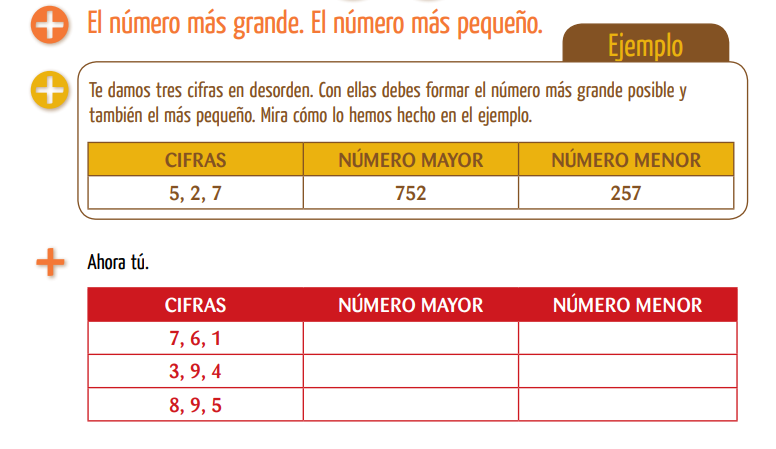 El número más grande. El número más pequeño.
Ejemplo
Te damos tres cifras en desorden. Con ellas debes formar el número más grande posible y
también el más pequeño. Mira cómo lo hemos hecho en el ejemplo.
CIFRAS NÚMERO MAYOR NÚMERO MENOR
5, 2, 7 752 257
Ahora tú.
CIFRAS NÚMERO MAYOR NÚMERO MENOR
7, 6, 1
3, 9, 4
8, 9, 5